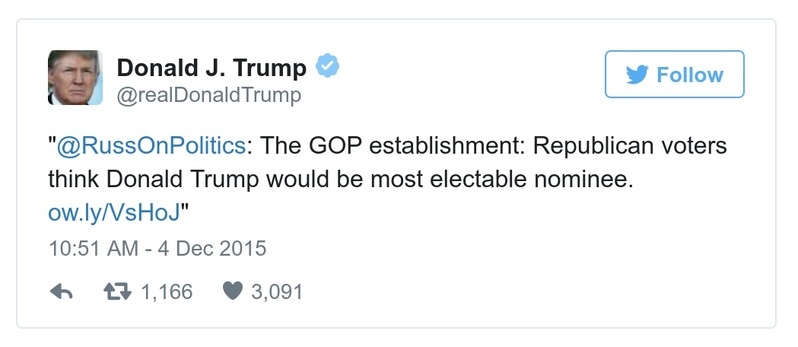 Donald J. Trump
@realDonaldTrump
Follow
"@RussOnPolitics: The GOP establishment: Republican voters
think Donald Trump would be most electable nominee.
ow.ly/VsHoJ"
10:51 AM - 4 Dec 2015
1,166 3,091